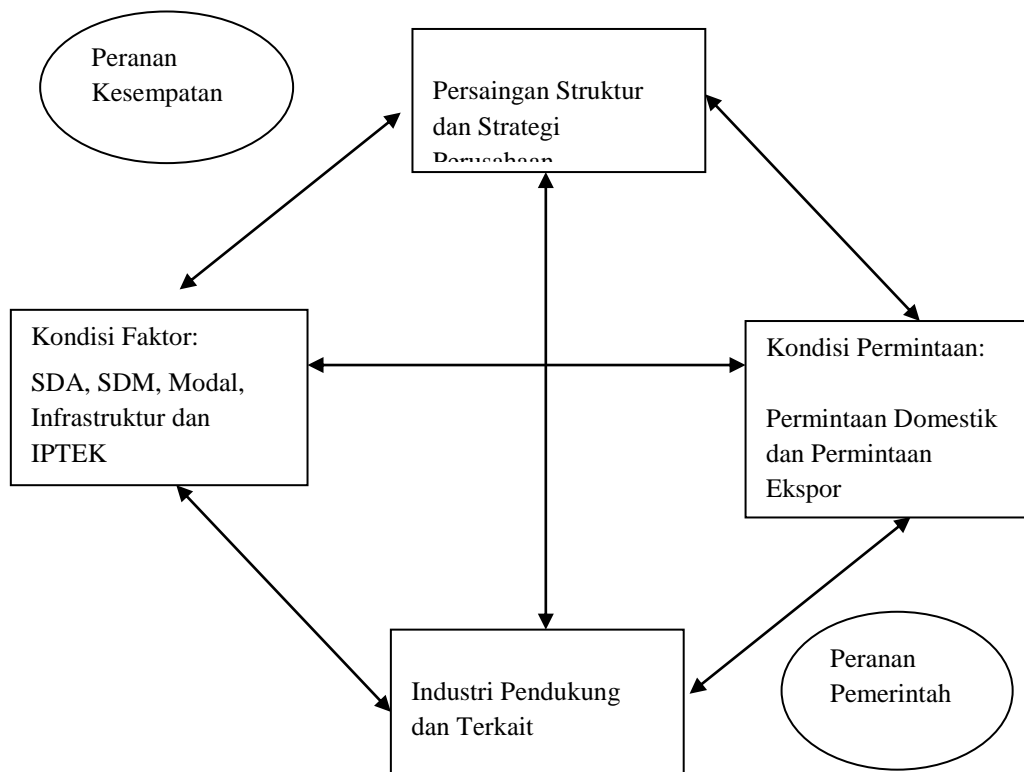 Peranan
Kesempatan
Persaingan Struktur
dan Strategi
Perusahaan
Kondisi Faktor:
SDA, SDM, Modal,
Infrastruktur dan
IPTEK
Kondisi Permintaan:
Permintaan Domestik
dan Permintaan
Ekspor
Industri Pendukung
dan Terkait
Peranan
Pemerintah